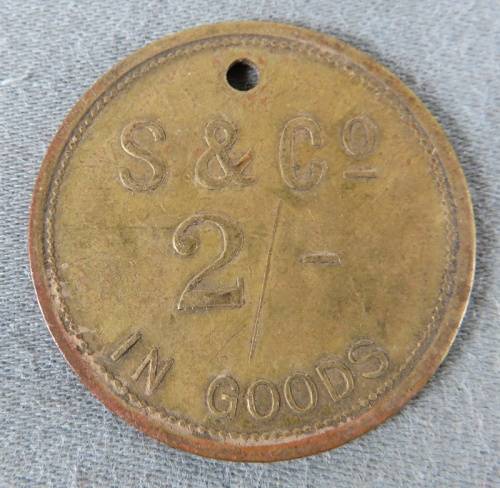 S & Cº
2/-
IN GOODS